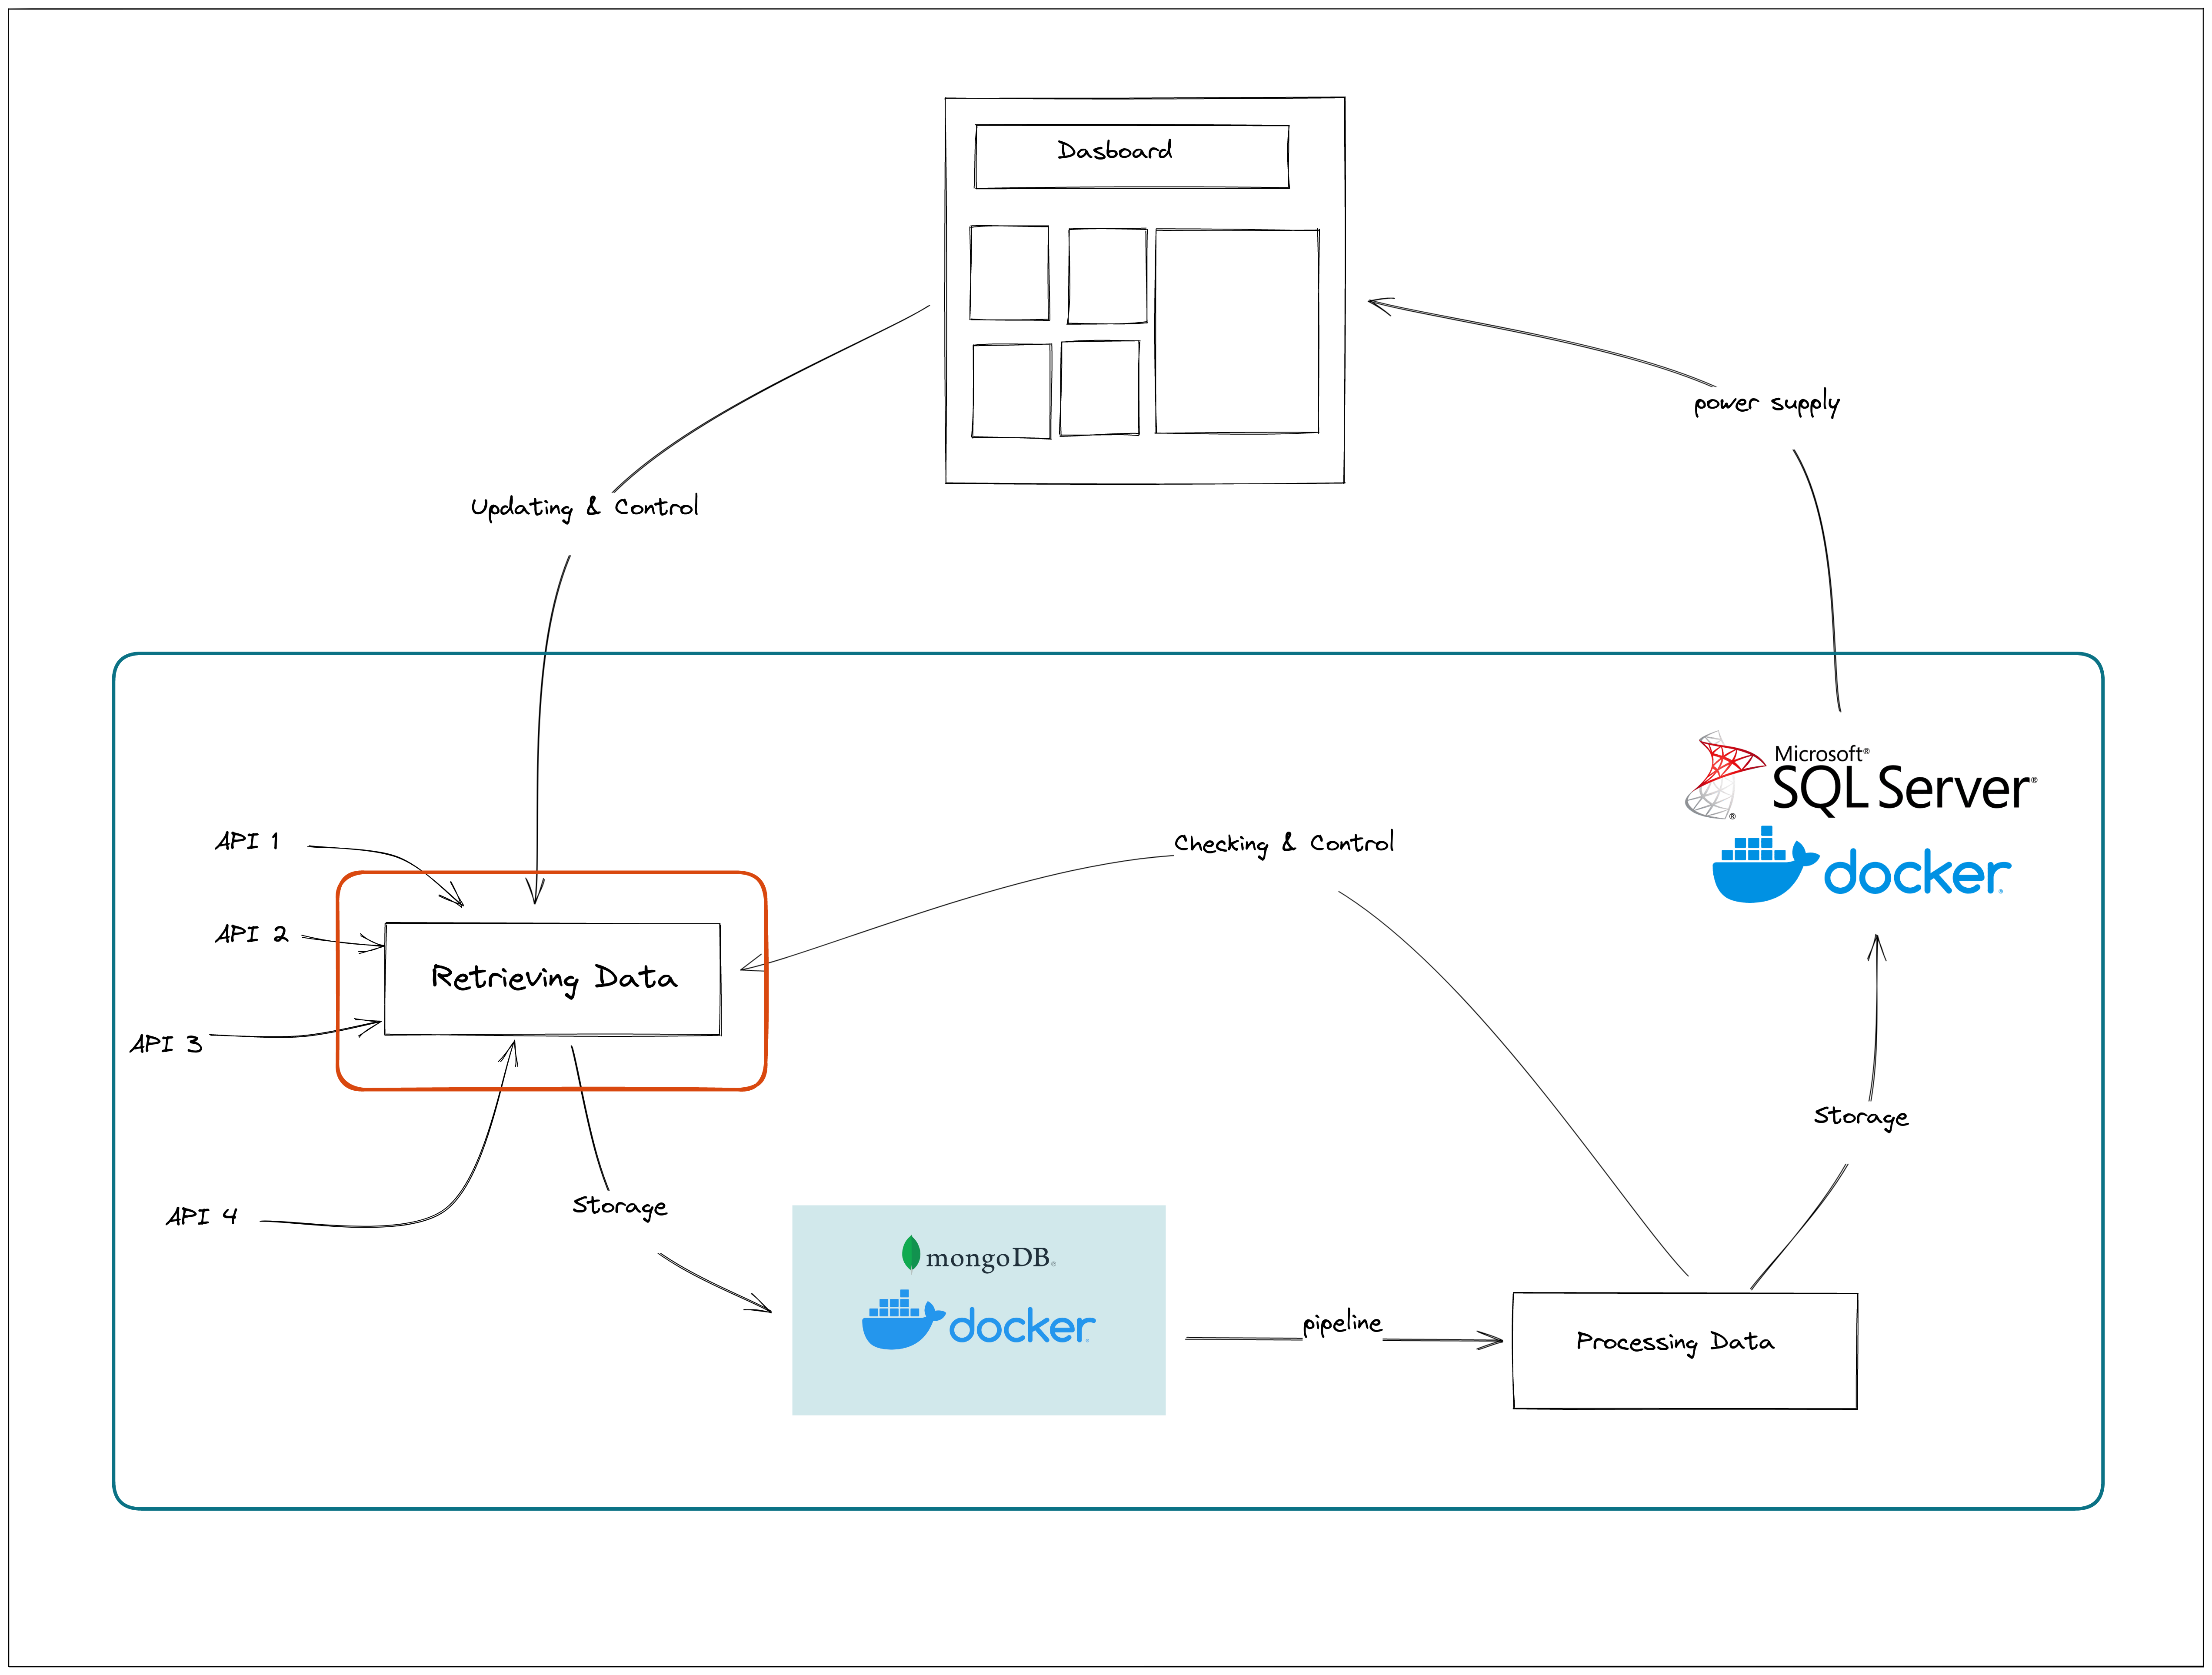 Dasboard
power supply
Updating & Control
Microsoft®
SQL Server®
®
docker®
API 1
Checking & Control
API 2
Retrieving Data
API 3
Storage
API 4
Storage
mongoDB®
docker®
pipeline
Processing Data